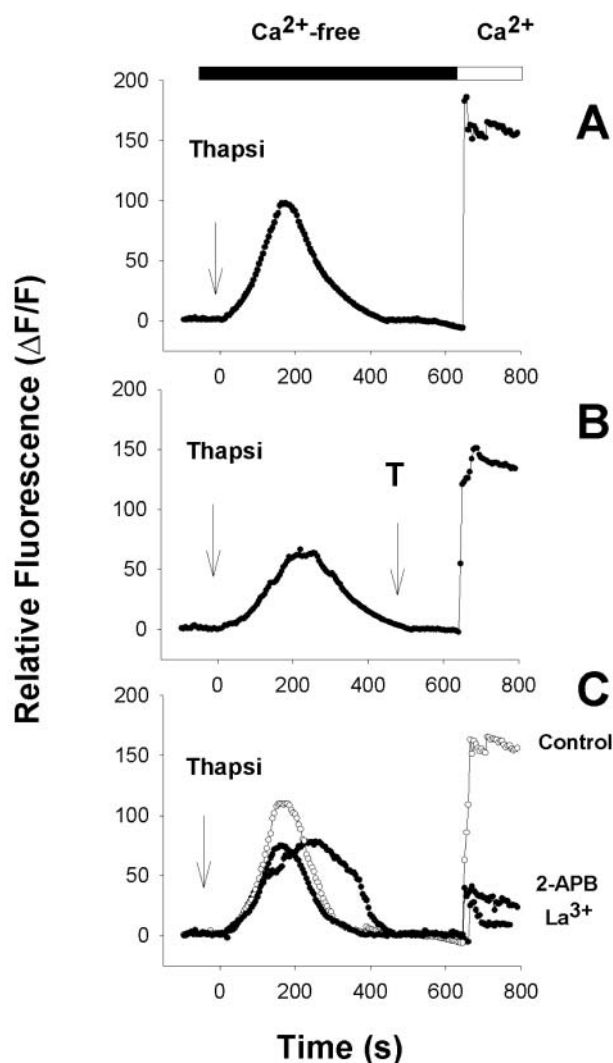 Ca²⁺-free Ca²⁺
200
A
150
Thapsi
100
50
0
0 200 400 600 800
200
B
150
Thapsi
T
100
50
0
0 200 400 600 800
200
C
150
Control
Thapsi
100
50
2-APB
La³⁺
0
0 200 400 600 800
Relative Fluorescence (ΔF/F)
Time (s)